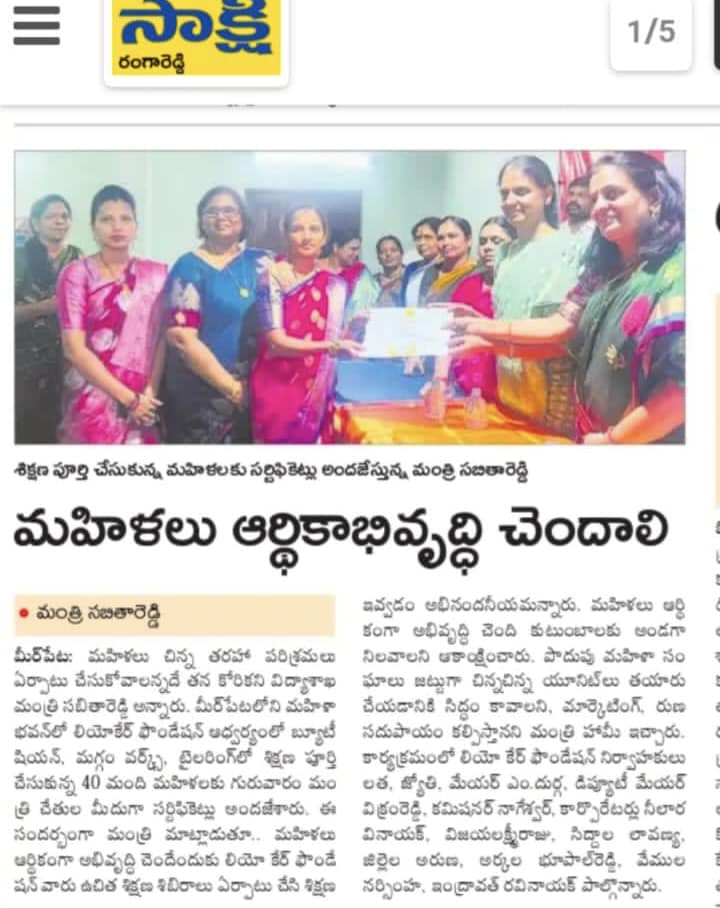 సాక్షి
రంగారెడ్డి
1/5
శిక్షణ పూర్తి చేసుకున్న మహిళలకు సర్టిఫికెట్లు అందజేస్తున్న మంత్రి సబితారెడ్డి
మహిళలు ఆర్థికాభివృద్ధి చెందాలి
● మంత్రి సబితారెడ్డి
మీర్‌పేట: మహిళలు చిన్న తరహా పరిశ్రమలు
ఏర్పాటు చేసుకోవాలన్నదే తన కోరికని విద్యాశాఖ
మంత్రి సబితారెడ్డి అన్నారు. మీర్‌పేటలోని మహిళా
భవన్‌లో లియోకేర్ ఫౌండేషన్ ఆధ్వర్యంలో బ్యూటీ
షియన్, మగ్గం వర్క్స్, టైలరింగ్‌లో శిక్షణ పూర్తి
చేసుకున్న 40 మంది మహిళలకు గురువారం మం
త్రి చేతుల మీదుగా సర్టిఫికెట్లు అందజేశారు. ఈ
సందర్భంగా మంత్రి మాట్లాడుతూ.. మహిళలు
ఆర్థికంగా అభివృద్ధి చెందేందుకు లియో కేర్ ఫౌండే
షన్ వారు ఉచిత శిక్షణ శిబిరాలు ఏర్పాటు చేసి శిక్షణ
ఇవ్వడం అభినందనీయమన్నారు. మహిళలు ఆర్థి
కంగా అభివృద్ధి చెంది కుటుంబాలకు అండగా
నిలవాలని ఆకాంక్షించారు. పొదుపు మహిళా సం
ఘాలు జట్టుగా చిన్నచిన్న యూనిట్‌లు తయారు
చేయడానికి సిద్ధం కావాలని, మార్కెటింగ్, రుణ
సదుపాయం కల్పిస్తానని మంత్రి హామీ ఇచ్చారు.
కార్యక్రమంలో లియో కేర్ ఫౌండేషన్ నిర్వాహకులు
లత, జ్యోతి, మేయర్ ఎం.దుర్గ, డిప్యూటీ మేయర్
విక్రంరెడ్డి, కమిషనర్ నాగేశ్వర్, కార్పొరేటర్లు నీలార
వినాయక్, విజయలక్ష్మీరాజు, సిద్దాల లావణ్య,
జిల్లెల అరుణ, అర్కల భూపాల్‌రెడ్డి, వేముల
నర్సింహ, ఇంద్రావత్ రవినాయక్ పాల్గొన్నారు.